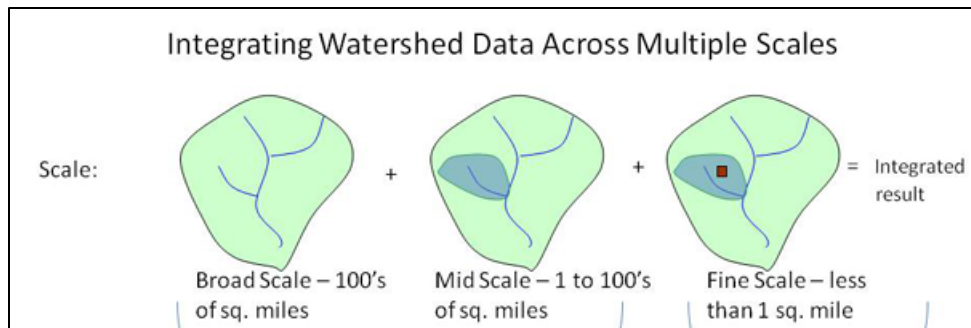 Integrating Watershed Data Across Multiple Scales
Scale:
+
+
= Integrated
result
Broad Scale – 100's
of sq. miles
Mid Scale – 1 to 100's
of sq. miles
Fine Scale – less
than 1 sq. mile